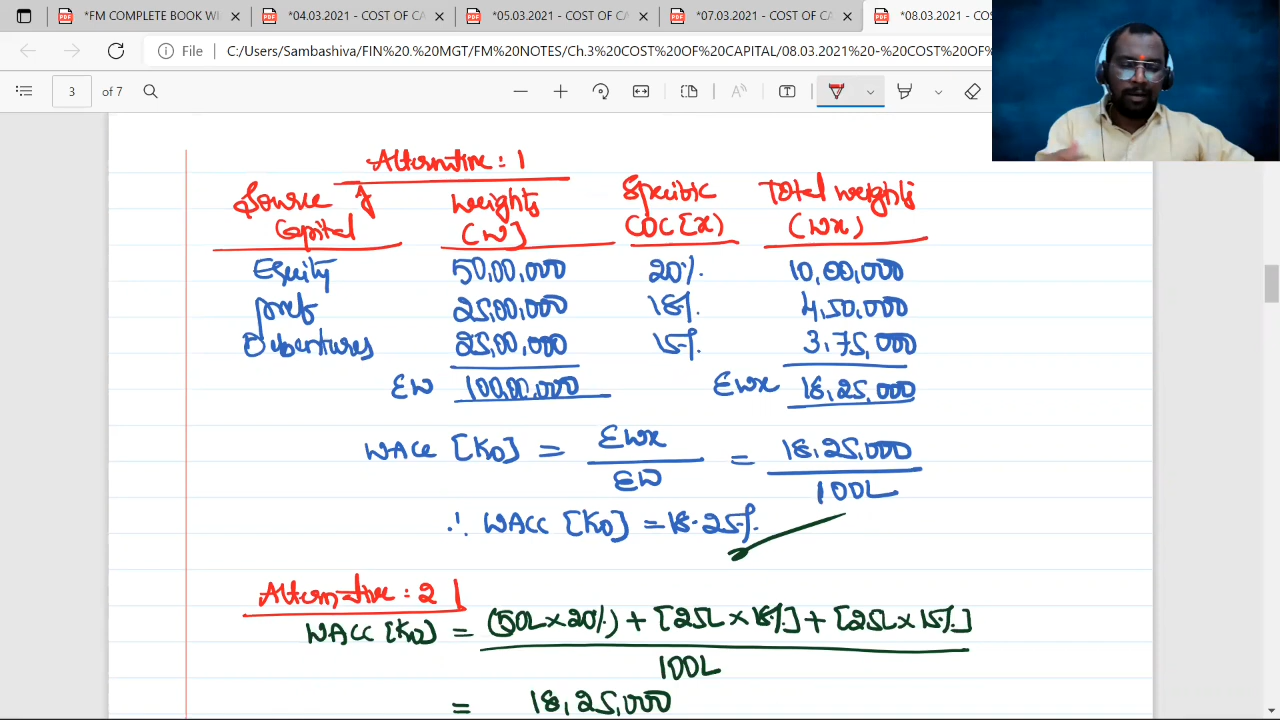 *FM COMPLETE BOOK WI
*04.03.2021 - COST OF CA
*05.03.2021 - COST OF CA
*07.03.2021 - COST OF CA
*08.03.2021 - COS
File C:/Users/Sambashiva/FIN%20.%20MGT/FM%20NOTES/Ch.3%20COST%20OF%20CAPITAL/08.03.2021%20-%20COST%20OF%
3 of 7
Alternative : 1
Source of Capital
Weights (W)
Specific COC [x]
Total weights (Wx)
Equity 50,00,000 20% 10,00,000
Pref 25,00,000 18% 4,50,000
Debentures 25,00,000 15% 3,75,000
ΣW 100,00,000 ΣWx 18,25,000
WACC [Ko] = ΣWx / ΣW = 18,25,000 / 100L
∴ WACC [Ko] = 18.25%
Alternative : 2
WACC [Ko] = (50L x 20%) + [25L x 18%] + [25L x 15%]
100L
= 18,25,000